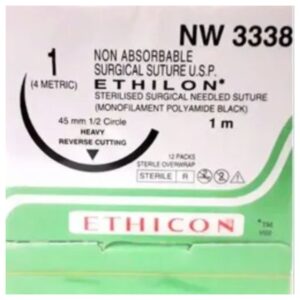 NW 3338
1
(4 METRIC)
NON ABSORBABLE
SURGICAL SUTURE U.S.P.
ETHILON*
STERILISED SURGICAL NEEDLED SUTURE
(MONOFILAMENT POLYAMIDE BLACK)
45 mm 1/2 Circle
1 m
HEAVY
REVERSE CUTTING
12 PACKS
STERILE OVERWRAP
STERILE R
ETHICON